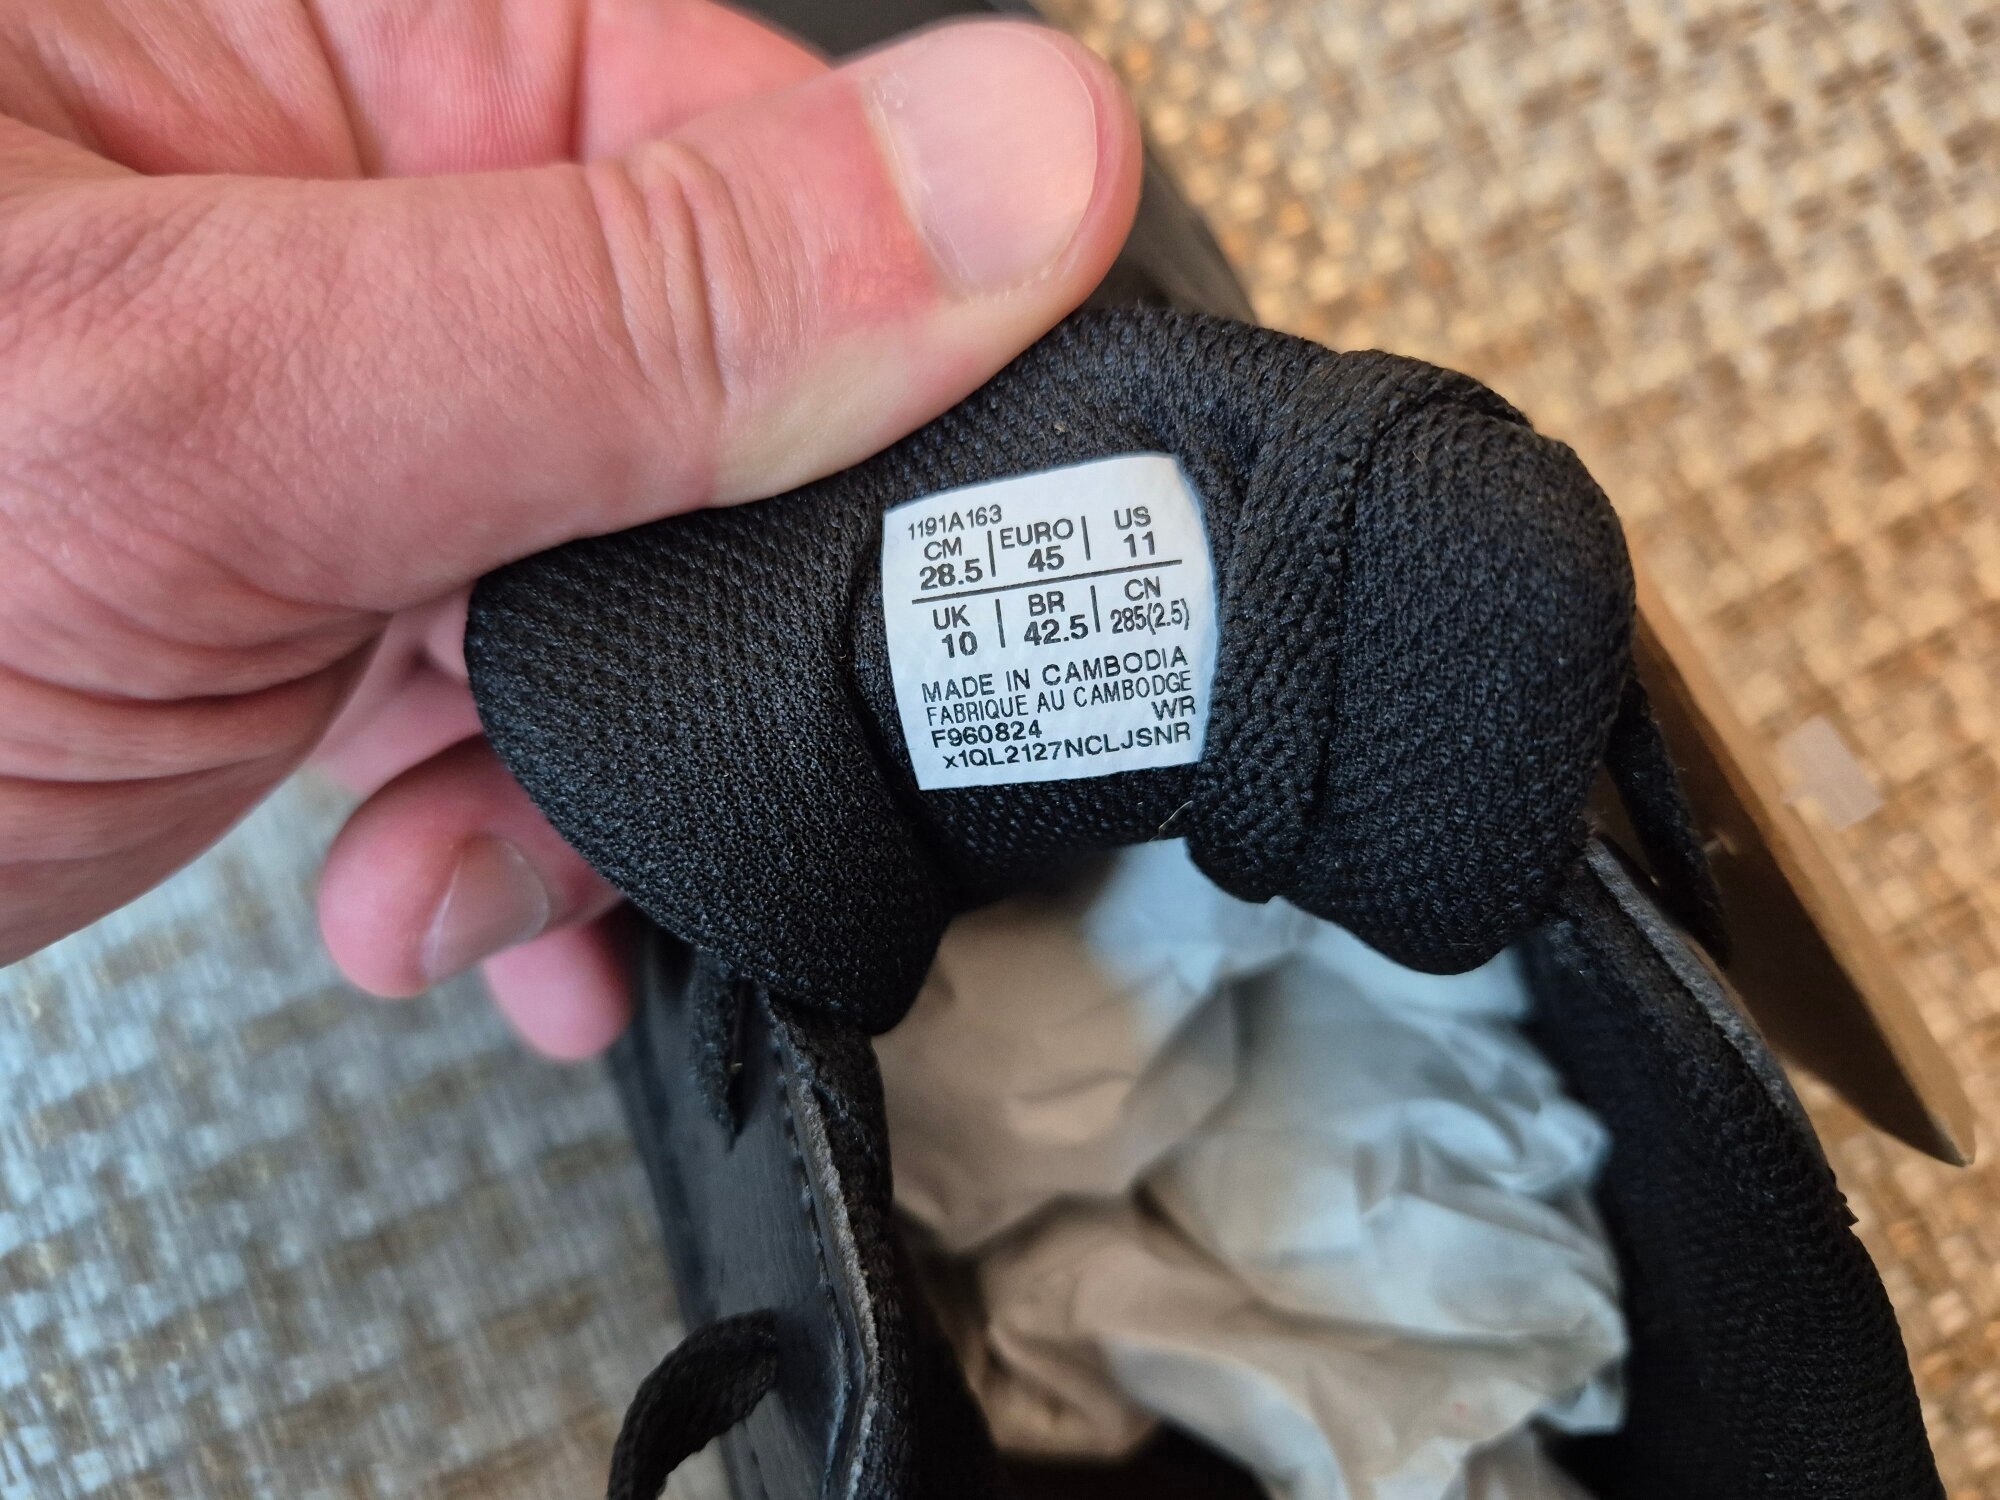 1191A163
CM | EURO | US
28.5 | 45 | 11
UK | BR | CN
10 | 42.5 | 285(2.5)
MADE IN CAMBODIA
FABRIQUE AU CAMBODGE
F960824 WR
x1QL2127NCLJSNR